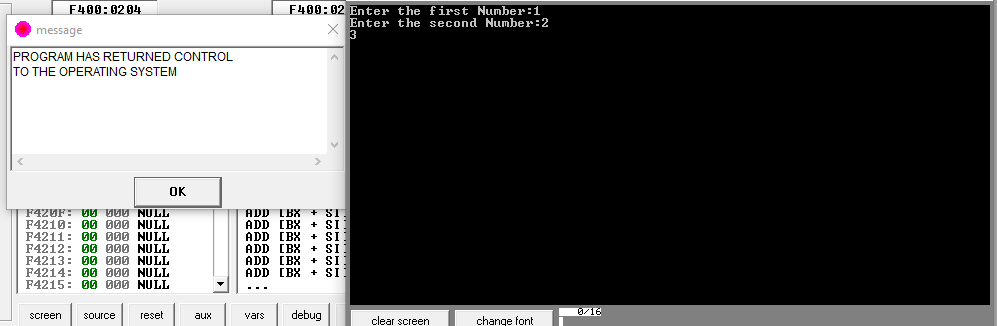 F400:0204
F400:02
message
PROGRAM HAS RETURNED CONTROL
TO THE OPERATING SYSTEM
OK
Enter the first Number:1
Enter the second Number:2
3
F420F: 00 000 NULL
F4210: 00 000 NULL
F4211: 00 000 NULL
F4212: 00 000 NULL
F4213: 00 000 NULL
F4214: 00 000 NULL
F4215: 00 000 NULL
ADD [BX + SI]
ADD [BX + SI]
ADD [BX + SI]
ADD [BX + SI]
ADD [BX + SI]
ADD [BX + SI]
...
screen
source
reset
aux
vars
debug
clear screen
change font
0/16